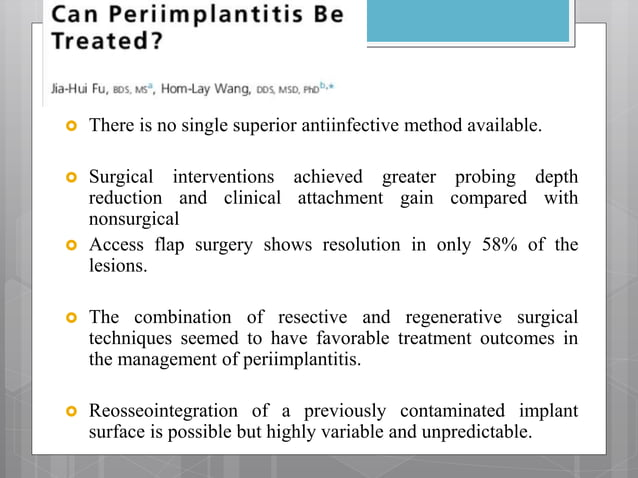 Can Periimplantitis Be
Treated?
Jia-Hui Fu, BDS, MSa, Hom-Lay Wang, DDS, MSD, PhDb,*
There is no single superior antiinfective method available.
Surgical interventions achieved greater probing depth
reduction and clinical attachment gain compared with
nonsurgical
Access flap surgery shows resolution in only 58% of the
lesions.
The combination of resective and regenerative surgical
techniques seemed to have favorable treatment outcomes in
the management of periimplantitis.
Reosseointegration of a previously contaminated implant
surface is possible but highly variable and unpredictable.